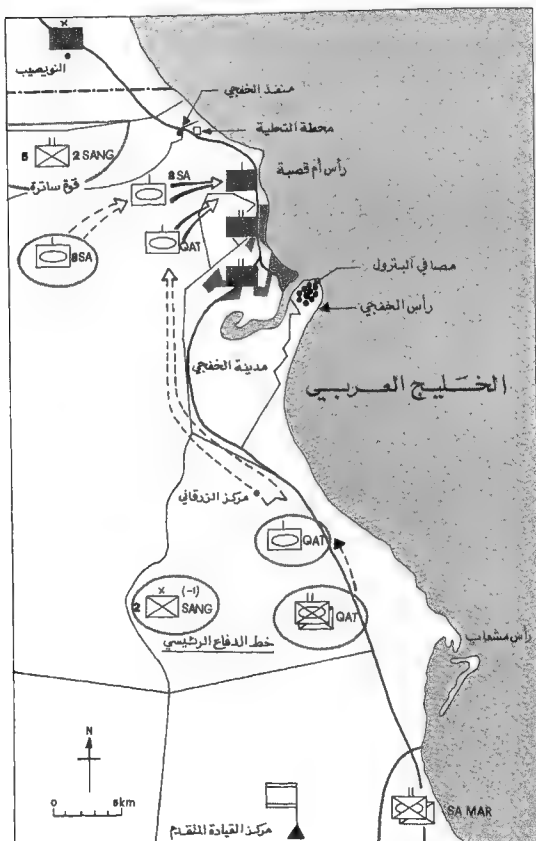 النويصيب
منفذ الخفجي
محطة التحلية
5 2 SANG
رأس أم قصبة
قوة ساترة
8 SA
QAT
8SA
مصافي البترول
رأس الخفجي
مدينة الخفجي
الخليج العربي
مركز الزرقاني
QAT
(-1)
2 SANG
QAT
خط الدفاع الرئيسي
رأس مشعاب
N
0 5km
SA MAR
مركز القيادة المتقدم